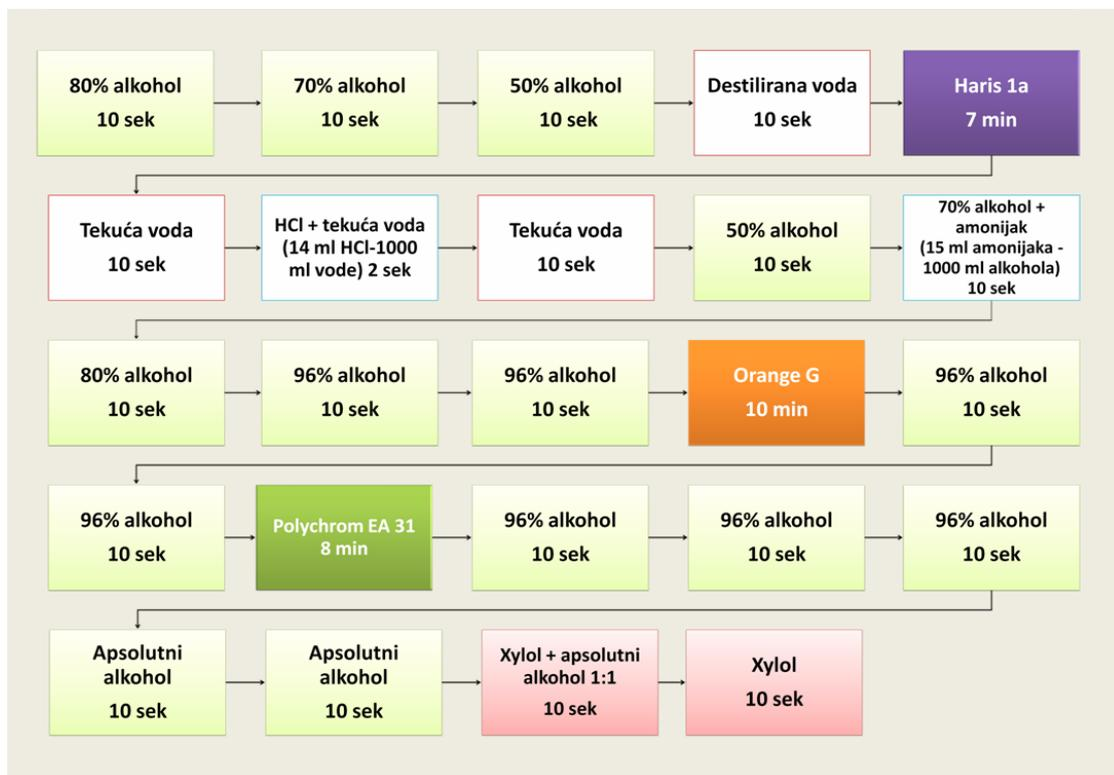 80% alkohol
10 sek
70% alkohol
10 sek
50% alkohol
10 sek
Destilirana voda
10 sek
Haris 1a
7 min
Tekuća voda
10 sek
HCl + tekuća voda
(14 ml HCl-1000
ml vode) 2 sek
Tekuća voda
10 sek
50% alkohol
10 sek
70% alkohol +
amonijak
(15 ml amonijaka -
1000 ml alkohola)
10 sek
80% alkohol
10 sek
96% alkohol
10 sek
96% alkohol
10 sek
Orange G
10 min
96% alkohol
10 sek
96% alkohol
10 sek
Polychrom EA 31
8 min
96% alkohol
10 sek
96% alkohol
10 sek
96% alkohol
10 sek
Apsolutni
alkohol
10 sek
Apsolutni
alkohol
10 sek
Xylol + apsolutni
alkohol 1:1
10 sek
Xylol
10 sek